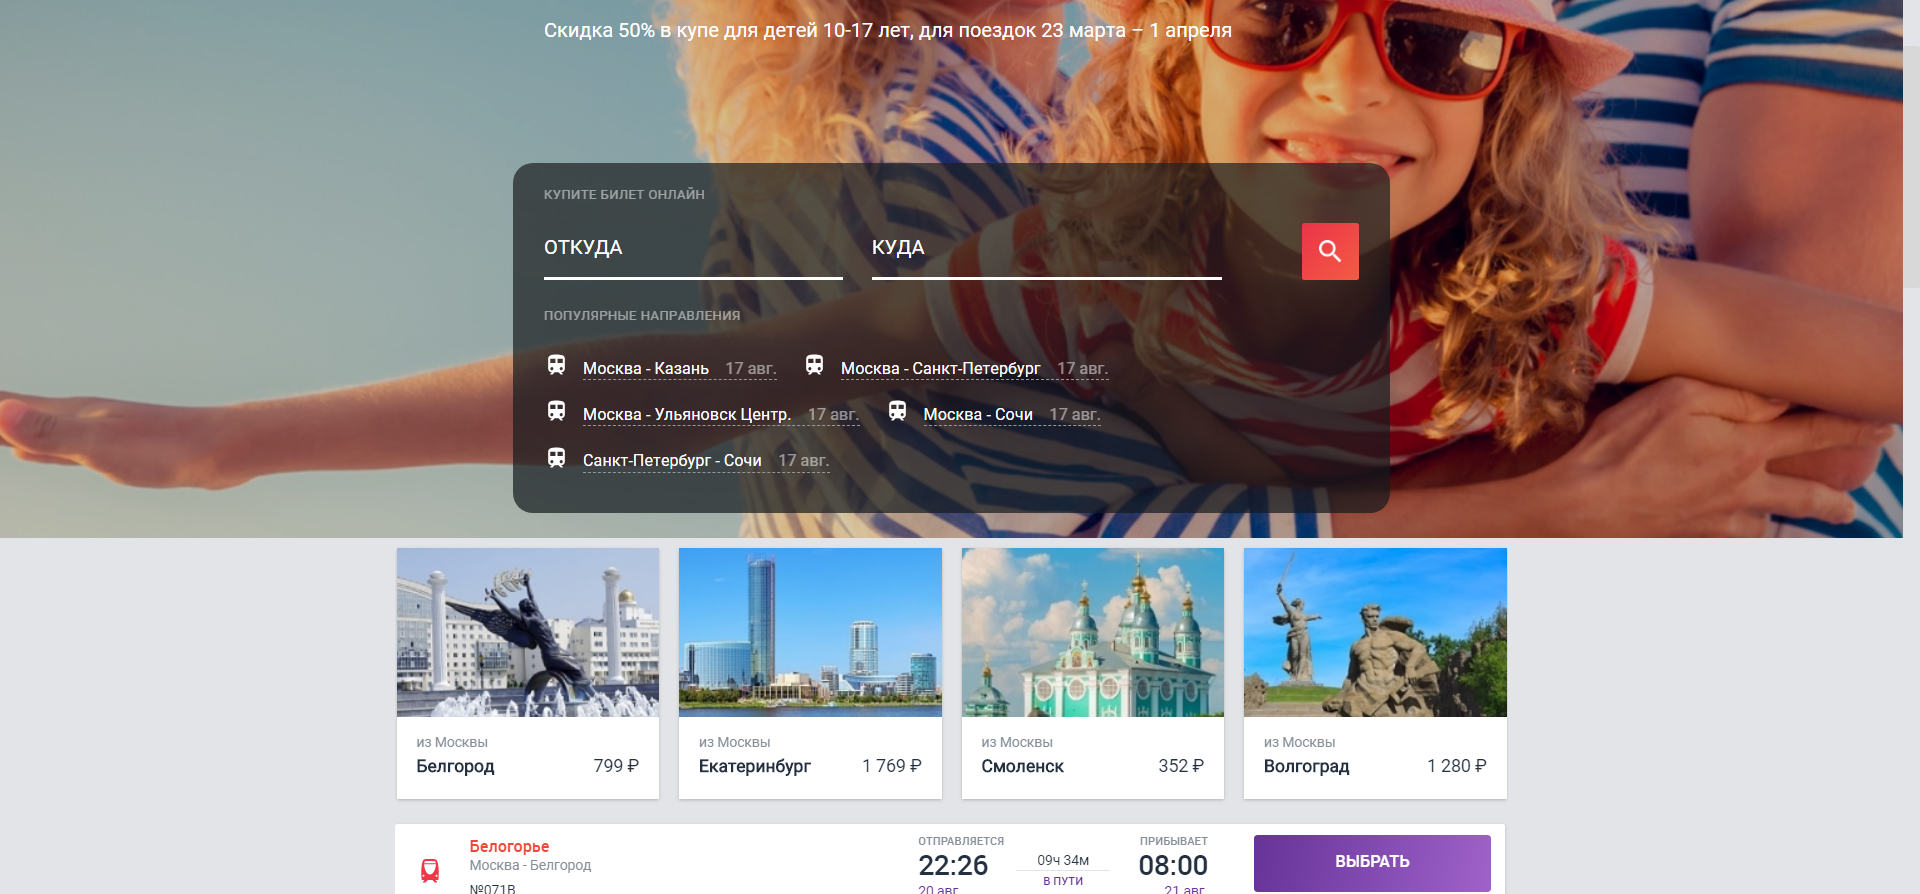 Скидка 50% в купе для детей 10-17 лет, для поездок 23 марта – 1 апреля
КУПИТЕ БИЛЕТ ОНЛАЙН
ОТКУДА КУДА
ПОПУЛЯРНЫЕ НАПРАВЛЕНИЯ
Москва - Казань 17 авг. Москва - Санкт-Петербург 17 авг.
Москва - Ульяновск Центр. 17 авг. Москва - Сочи 17 авг.
Санкт-Петербург - Сочи 17 авг.
из Москвы из Москвы из Москвы из Москвы
Белгород 799 ₽ Екатеринбург 1 769 ₽ Смоленск 352 ₽ Волгоград 1 280 ₽
Белогорье ОТПРАВЛЯЕТСЯ ПРИБЫВАЕТ
Москва - Белгород 22:26 09ч 34м 08:00 ВЫБРАТЬ
№071В 20 авг. В ПУТИ 21 авг.